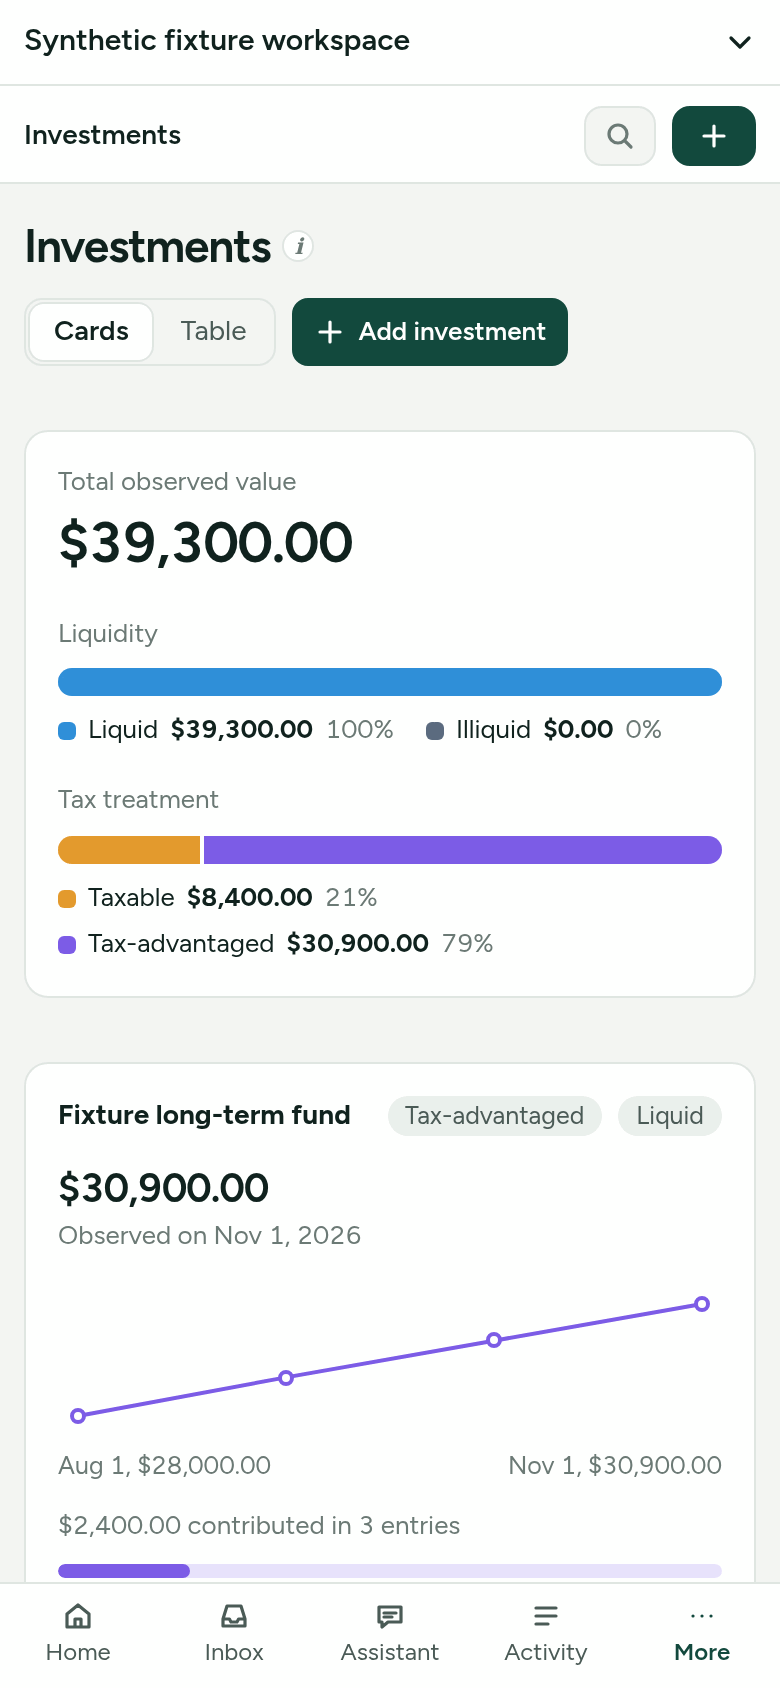 Synthetic fixture workspace
Investments
Investments i
Cards Table + Add investment
Total observed value
$39,300.00
Liquidity
Liquid $39,300.00 100% Illiquid $0.00 0%
Tax treatment
Taxable $8,400.00 21%
Tax-advantaged $30,900.00 79%
Fixture long-term fund Tax-advantaged Liquid
$30,900.00
Observed on Nov 1, 2026
Aug 1, $28,000.00 Nov 1, $30,900.00
$2,400.00 contributed in 3 entries
Home Inbox Assistant Activity More